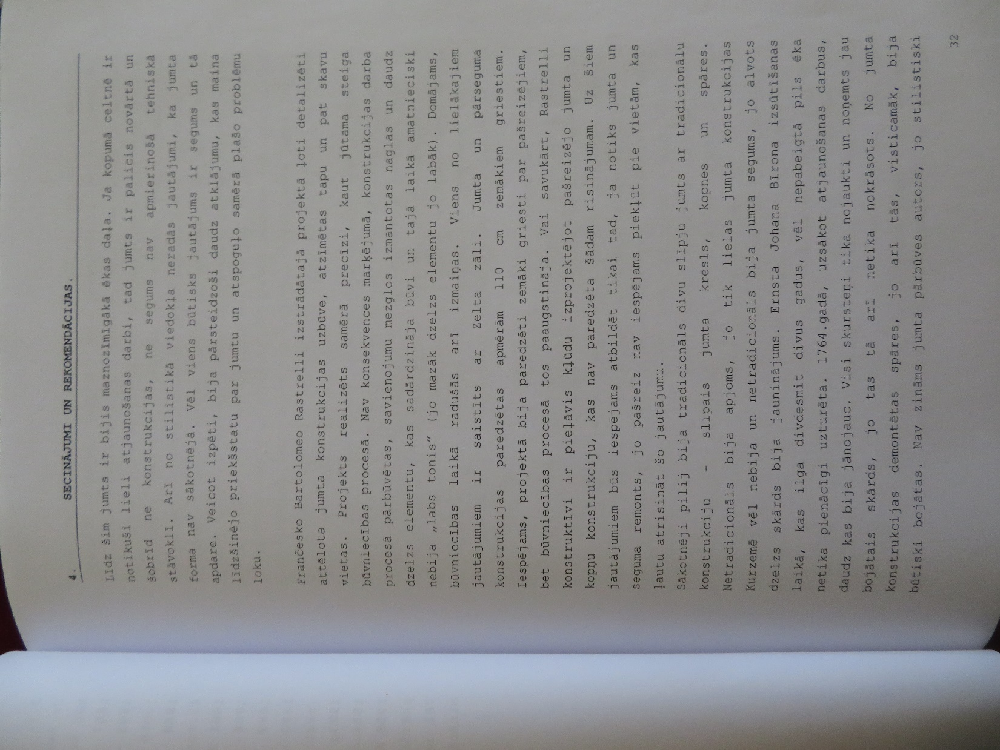 4. SECINĀJUMI UN REKOMENDĀCIJAS.
Līdz šim jumts ir bijis maznozīmīgākā ēkas daļa. Ja kopumā celtnē ir
notikuši lieli atjaunošanas darbi, tad jumts ir palicis novārtā un
šobrīd ne konstrukcijas, ne segums nav apmierinošā tehniskā
stāvoklī. Arī no stilistikā viedokļa neradās jautājumi, ka jumta
forma nav sākotnējā. Vēl viens būtisks jautājums ir segums un tā
apdare. Veicot izpēti, bija pārsteidzoši daudz atklājumu, kas maina
līdzšinējo priekšstatu par jumtu un atspoguļo samērā plašo problēmu
loku.
Frančesko Bartolomeo Rastrelli izstrādātajā projektā ļoti detalizēti
attēlota jumta konstrukcijas uzbūve, atzīmētas tapu un pat skavu
vietas. Projekts realizēts samērā precīzi, kaut jūtama steiga
būvniecības procesā. Nav konsekvences marķējumā, konstrukcijas darba
procesā pārbūvētas, savienojumu mezglos izmantotas naglas un daudz
dzelzs elementu, kas sadārdzināja būvi un tajā laikā amatnieciski
nebija „labs tonis” (jo mazāk dzelzs elementu jo labāk). Domājams,
būvniecības laikā radušās arī izmaiņas. Viens no lielākajiem
jautājumiem ir saistīts ar Zelta zāli. Jumta un pārseguma
konstrukcijas paredzētas apmērām 110 cm zemākiem griestiem.
Iespējams, projektā bija paredzēti zemāki griesti par pašreizējiem,
bet būvniecības procesā tos paaugstināja. Vai savukārt, Rastrelli
konstruktīvi ir pieļāvis kļūdu izprojektējot pašreizējo jumta un
kopņu konstrukciju, kas nav paredzēta šādam risinājumam. Uz šiem
jautājumiem būs iespējams atbildēt tikai tad, ja notiks jumta un
seguma remonts, jo pašreiz nav iespējams piekļūt pie vietām, kas
ļautu atrisināt šo jautājumu.
Sākotnēji pilij bija tradicionāls divu slīpju jumts ar tradicionālu
konstrukciju – slīpais jumta krēsls, kopnes un spāres.
Netradicionāls bija apjoms, jo tik lielas jumta konstrukcijas
Kurzemē vēl nebija un netradicionāls bija jumta segums, jo alvots
dzelzs skārds bija jauninājums. Ernsta Johana Bīrona izsūtīšanas
laikā, kas ilga divdesmit divus gadus, vēl nepabeigtā pils ēka
netika pienācīgi uzturēta. 1764.gadā, uzsākot atjaunošanas darbus,
daudz kas bija jānojauc. Visi skursteņi tika nojaukti un noņemts jau
bojātais skārds, jo tas tā arī netika nokrāsots. No jumta
konstrukcijas demontētas spāres, jo arī tās, visticamāk, bija
būtiski bojātas. Nav zināms jumta pārbūves autors, jo stilistiski
32